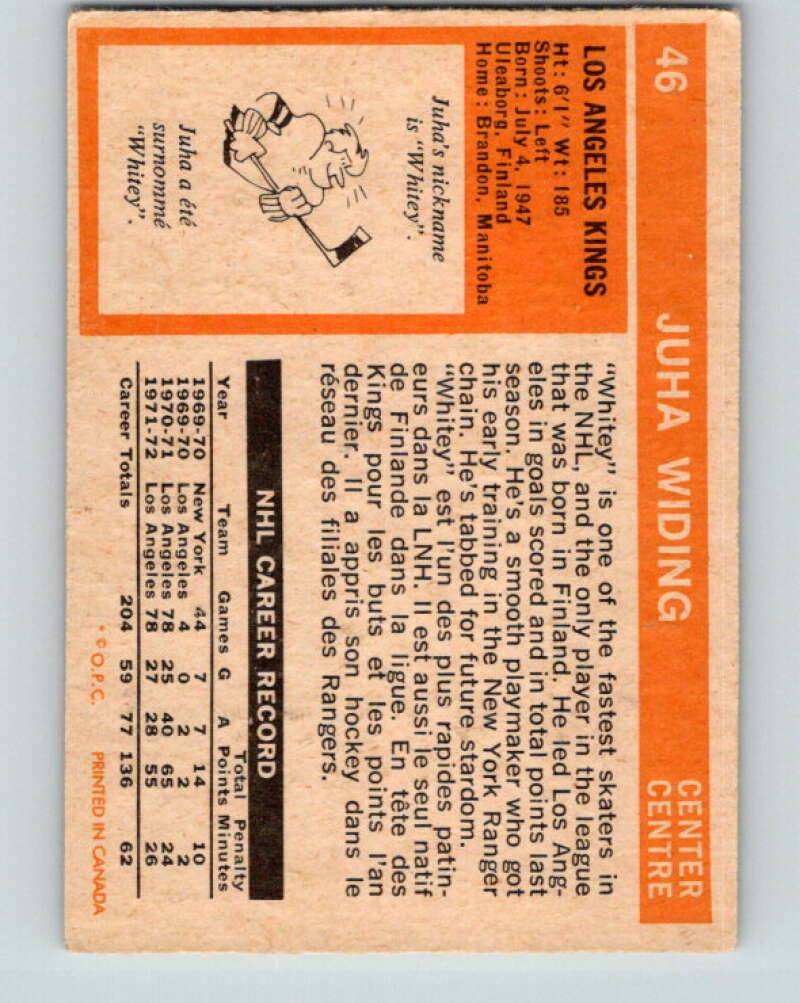 46
JUHA WIDING
CENTER
CENTRE
LOS ANGELES KINGS
Ht: 6'1" Wt: 185
Shoots: Left
Born: July 4, 1947
Uleaborg, Finland
Home: Brandon, Manitoba
Juha's nickname
is "Whitey".
Juha a été
surnommé
"Whitey".
"Whitey" is one of the fastest skaters in
the NHL, and the only player in the league
that was born in Finland. He led Los Ang-
eles in goals scored and in total points last
season. He's a smooth playmaker who got
his early training in the New York Ranger
chain. He's tabbed for future stardom.
"Whitey" est l'un des plus rapides patin-
eurs dans la LNH. Il est aussi le seul natif
de Finlande dans la ligue. En tête des
Kings pour les buts et les points l'an
dernier. Il a appris son hockey dans le
réseau des filiales des Rangers.
NHL CAREER RECORD
Total Penalty
Year Team Games G A Points Minutes
1969-70 New York 44 7 7 14 10
1969-70 Los Angeles 4 0 2 2 2
1970-71 Los Angeles 78 25 40 65 24
1971-72 Los Angeles 78 27 28 55 26
Career Totals 204 59 77 136 62
* © O.P.C. PRINTED IN CANADA